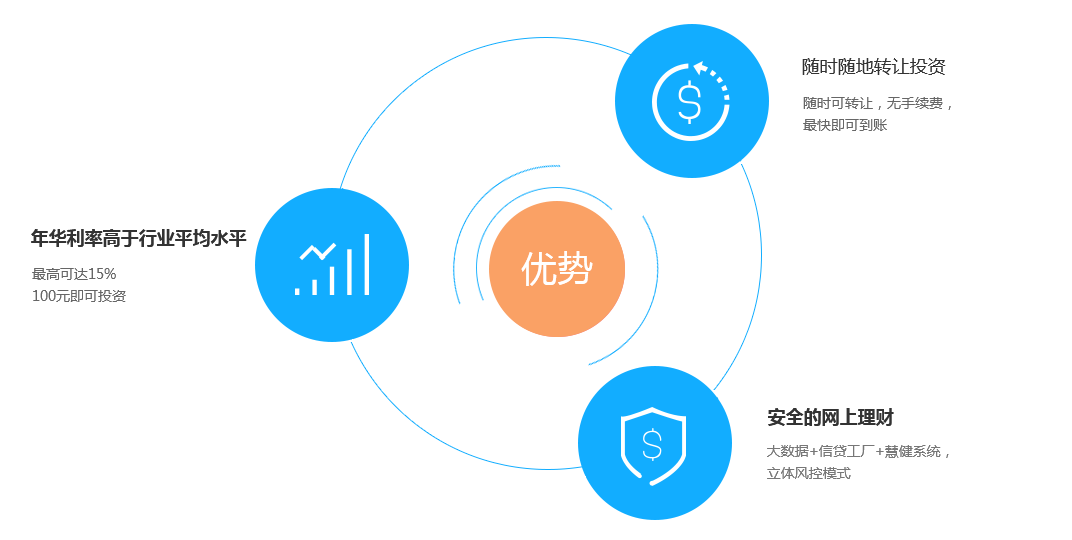 随时随地转让投资
随时可转让，无手续费，
最快即可到账
年华利率高于行业平均水平
最高可达15%
100元即可投资
优势
安全的网上理财
大数据+信贷工厂+慧健系统，
立体风控模式